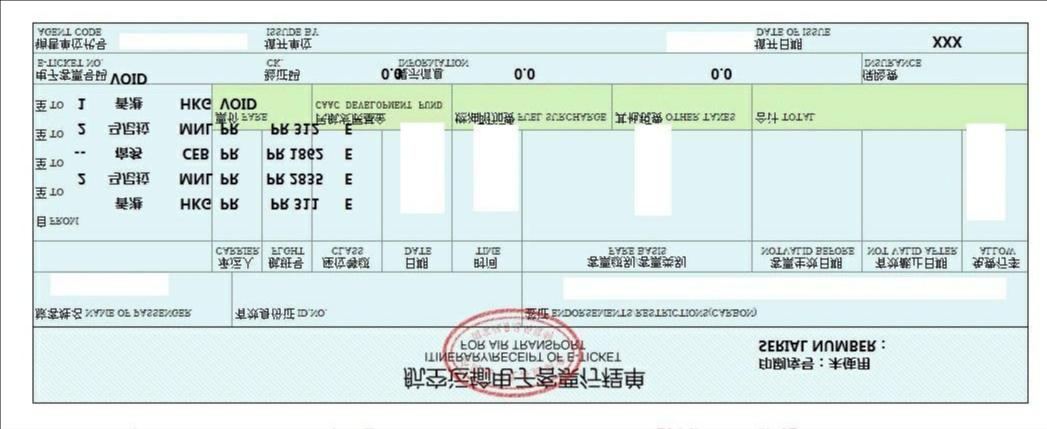 航空运输电子客票行程单
ITINERARY/RECEIPT OF E-TICKET
FOR AIR TRANSPORT
印刷序号：未使用
SERIAL NUMBER :
旅客姓名 NAME OF PASSENGER 有效身份证 ID.NO. 签证 ENDORSEMENTS RESTRICTIONS(CARBON)
承运人 航班号 座位等级 日期 时间 客票级别 客票类别 客票生效日期 有效截止日期 免费行李
CARRIER FLGHT CLASS DATE TIME FARE BASIS NOTVALID BEFORE NOT VALID AFTER ALLOW
自 FROM 香港 HKG PR PR 311 E
至 TO 2 马尼拉 MNL PR PR 2835 E
至 TO -- 宿务 CEB PR PR 1862 E
至 TO 2 马尼拉 MNL PR PR 312 E
至 TO 1 香港 HKG VOID
票价 FARE 民航发展基金 CAAC DEVELOPMENT FUND 燃油附加费 FUEL SURCHARGE 其他税费 OTHER TAXES 合计 TOTAL
VOID 0.0 0.0 0.0
电子客票号码 验证码 提示信息 保险费
E-TICKET NO. CK. INFORMATION INSURANCE
销售单位代号 填开单位 填开日期 XXX
AGENT CODE ISSUDE BY DATE OF ISSUE